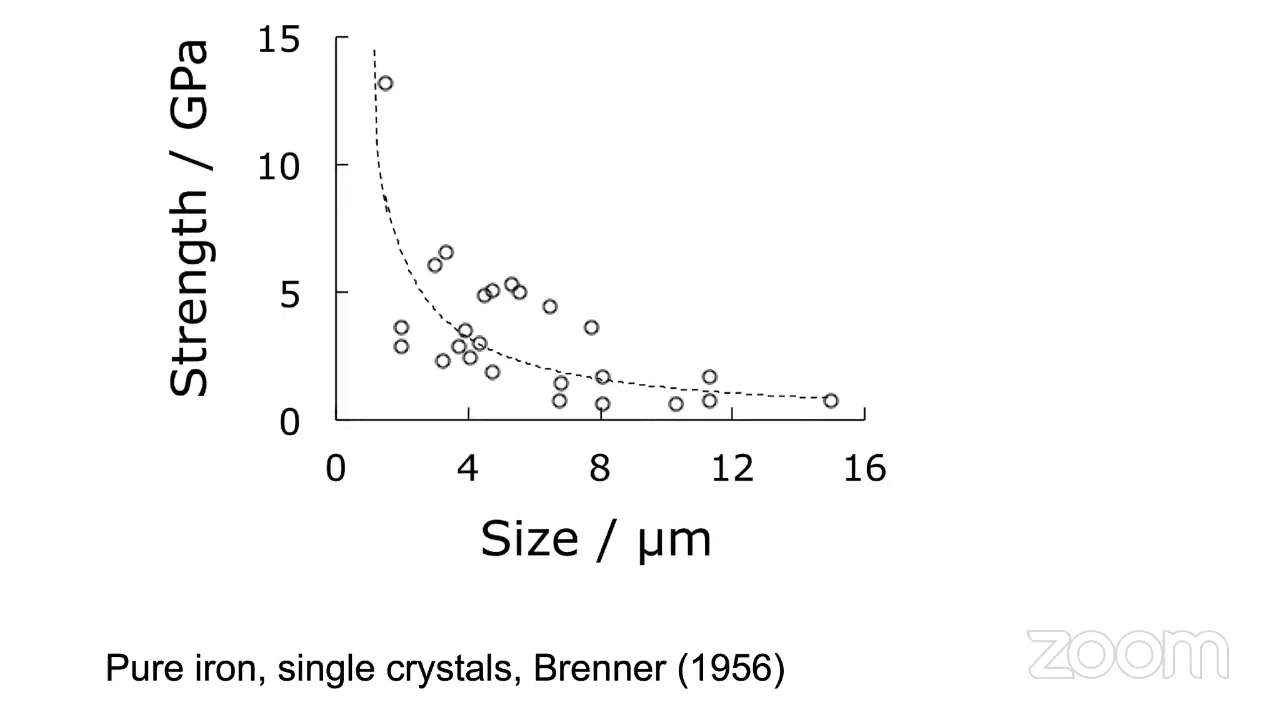 15
10
5
0
Strength / GPa
0 4 8 12 16
Size / µm
Pure iron, single crystals, Brenner (1956)
zoom